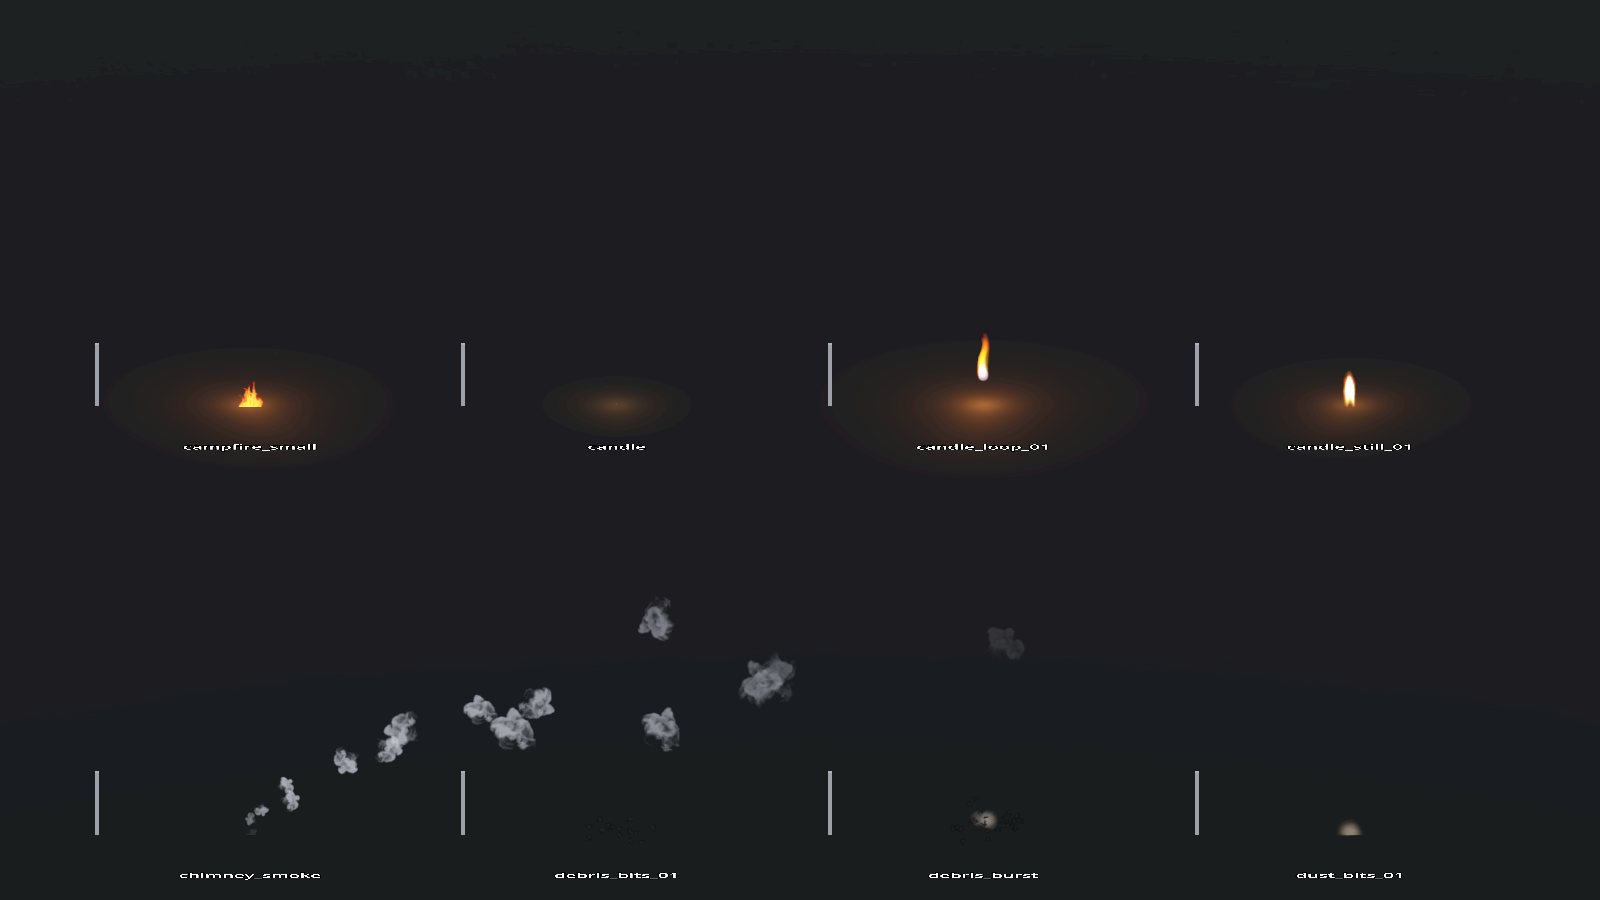 campfire_small
candle
candle_loop_01
candle_still_01
chimney_smoke
debris_bits_01
debris_burst
dust_bits_01